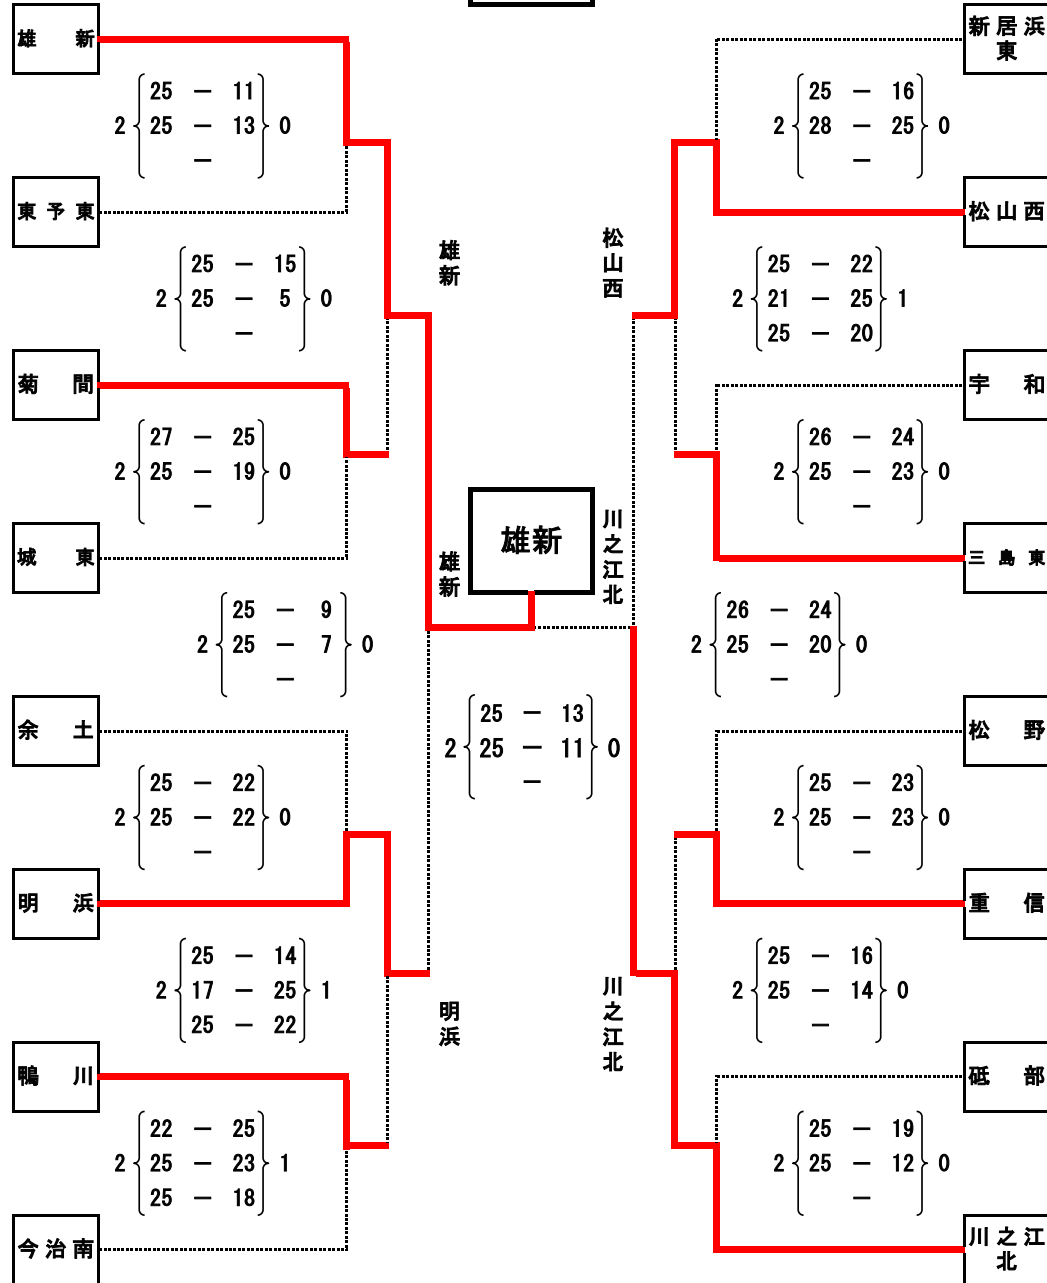 雄新
25 － 11
2 25 － 13 0
－
東予東
25 － 15
2 25 － 5 0
－
菊間
27 － 25
2 25 － 19 0
－
城東
25 － 9
2 25 － 7 0
－
余土
25 － 22
2 25 － 22 0
－
明浜
25 － 14
2 17 － 25 1
25 － 22
鴨川
22 － 25
2 25 － 23 1
25 － 18
今治南
雄新
雄新
明浜
雄新
25 － 13
2 25 － 11 0
－
松山西
川之江北
川之江北
新居浜
東
25 － 16
2 28 － 25 0
－
松山西
25 － 22
2 21 － 25 1
25 － 20
宇和
26 － 24
2 25 － 23 0
－
三島東
26 － 24
2 25 － 20 0
－
松野
25 － 23
2 25 － 23 0
－
重信
25 － 16
2 25 － 14 0
－
砥部
25 － 19
2 25 － 12 0
－
川之江
北